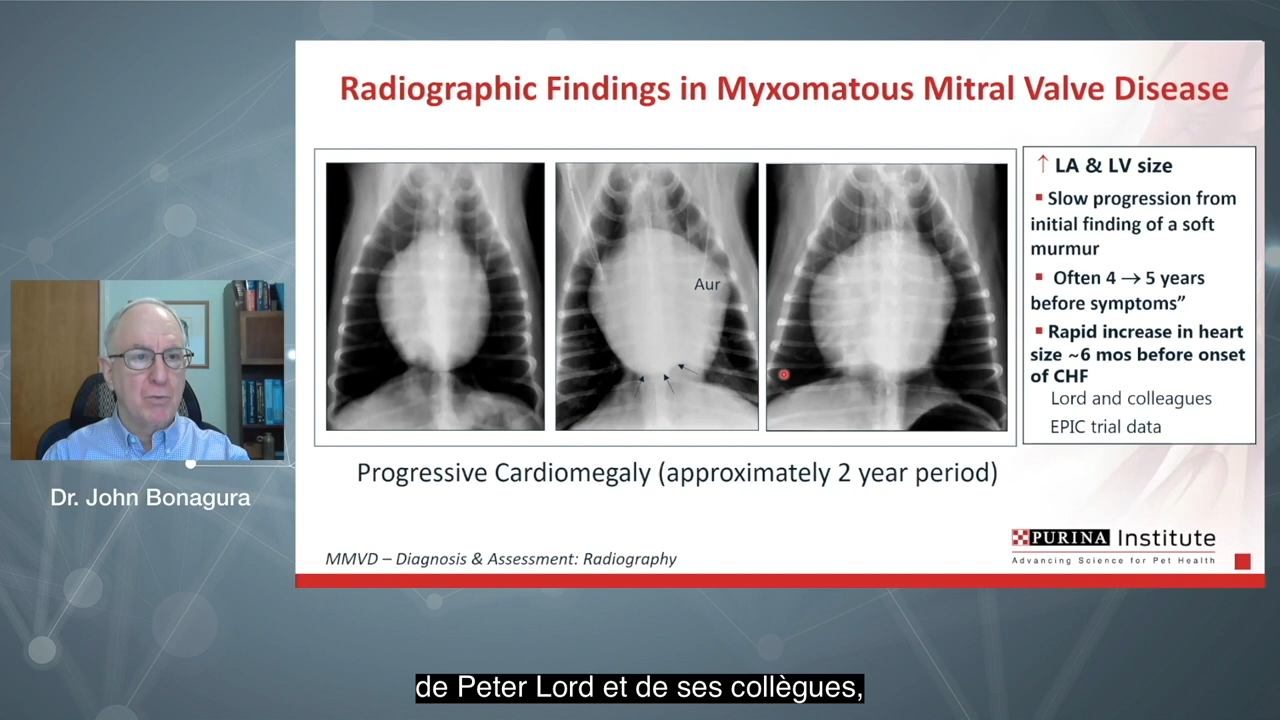 Radiographic Findings in Myxomatous Mitral Valve Disease
Aur
↑ LA & LV size
▪ Slow progression from
initial finding of a soft
murmur
▪ Often 4 → 5 years
before symptoms”
▪ Rapid increase in heart
size ~6 mos before onset
of CHF
Lord and colleagues
EPIC trial data
Progressive Cardiomegaly (approximately 2 year period)
Dr. John Bonagura
MMVD – Diagnosis & Assessment: Radiography
PURINA Institute
Advancing Science for Pet Health
de Peter Lord et de ses collègues,